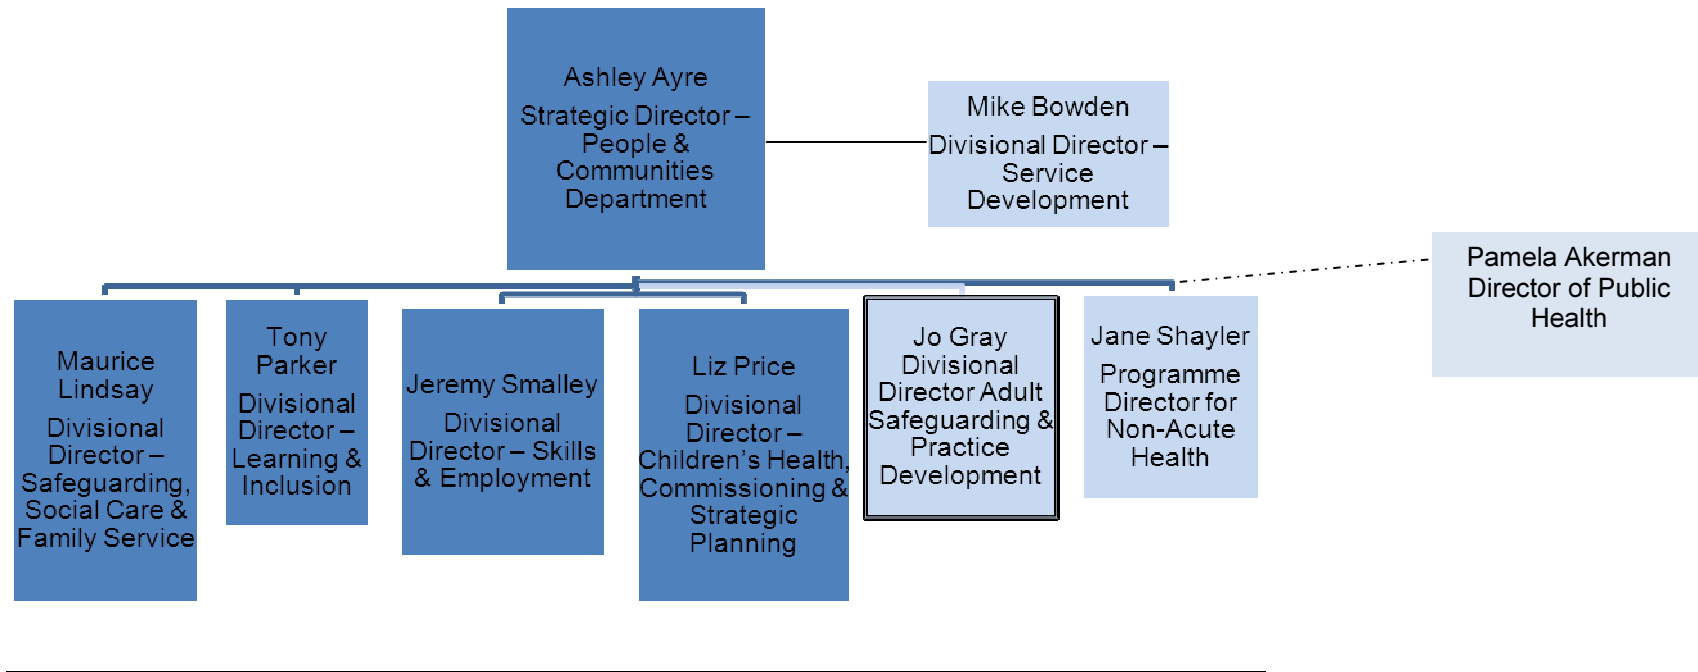 Ashley Ayre
Strategic Director –
People &
Communities
Department
Mike Bowden
Divisional Director –
Service
Development
Pamela Akerman
Director of Public
Health
Maurice
Lindsay
Divisional
Director –
Safeguarding,
Social Care &
Family Service
Tony
Parker
Divisional
Director –
Learning &
Inclusion
Jeremy Smalley
Divisional
Director – Skills
& Employment
Liz Price
Divisional
Director –
Children’s Health,
Commissioning &
Strategic
Planning
Jo Gray
Divisional
Director Adult
Safeguarding &
Practice
Development
Jane Shayler
Programme
Director for
Non-Acute
Health